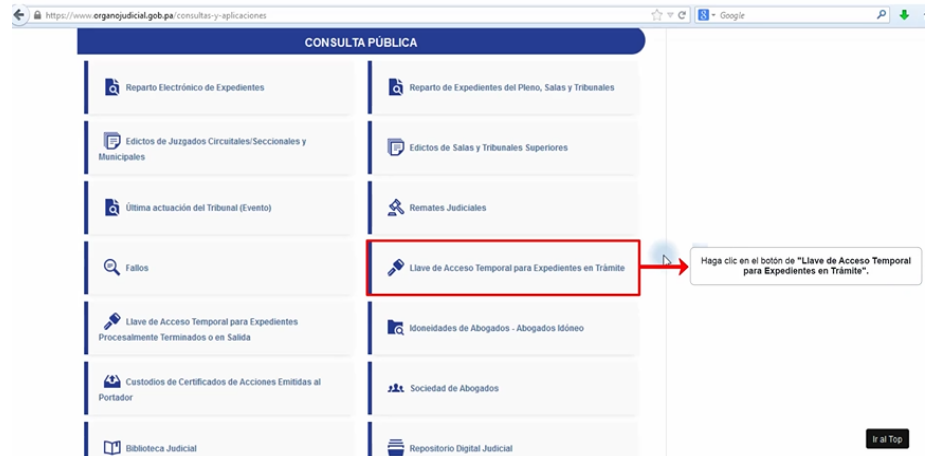 https://www.organojudicial.gob.pa/consultas-y-aplicaciones
Google
CONSULTA PÚBLICA
Reparto Electrónico de Expedientes
Reparto de Expedientes del Pleno, Salas y Tribunales
Edictos de Juzgados Circuitales/Seccionales y
Municipales
Edictos de Salas y Tribunales Superiores
Última actuación del Tribunal (Evento)
Remates Judiciales
Fallos
Llave de Acceso Temporal para Expedientes en Trámite
Haga clic en el botón de "Llave de Acceso Temporal
para Expedientes en Trámite".
Llave de Acceso Temporal para Expedientes
Procesalmente Terminados o en Salida
Idoneidades de Abogados - Abogados Idóneo
Custodios de Certificados de Acciones Emitidas al
Portador
Sociedad de Abogados
Biblioteca Judicial
Repositorio Digital Judicial
Ir al Top